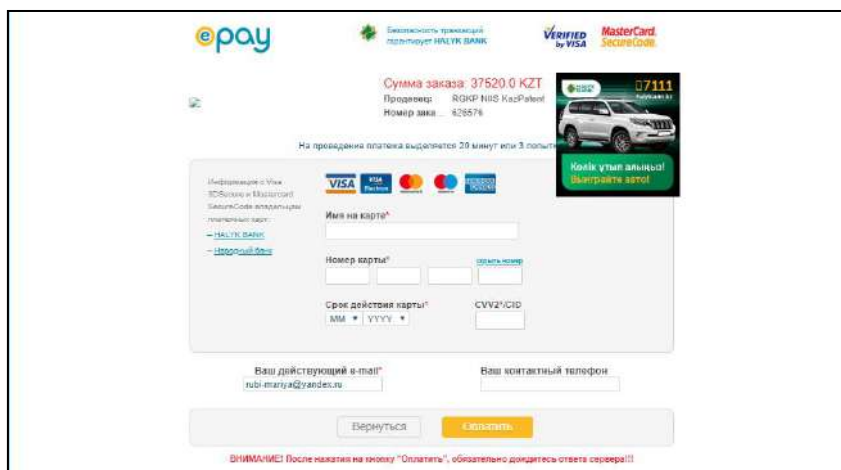 epay
Безопасность транзакций
гарантирует HALYK BANK
VERIFIED
by VISA
MasterCard.
SecureCode.
Сумма заказа: 37520.0 KZT
Продавец: RGKP NIIS KazPatent
Номер зака... 626576
7111
На проведение платежа выделяется 20 минут или 3 попыт
Көлік ұтып алыңыз!
Выиграйте авто!
Информация о Visa
3DSecure и Mastercard
SecureCode владельцам
платежных карт:
– HALYK BANK
– Народный банк
VISA
VISA
Electron
Имя на карте*
Номер карты*
скрыть номер
Срок действия карты*
CVV2*/CID
MM
YYYY
Ваш действующий e-mail*
Ваш контактный телефон
rubi-mariya@yandex.ru
Вернуться
Оплатить
ВНИМАНИЕ! После нажатия на кнопку "Оплатить", обязательно дождитесь ответа сервера!!!